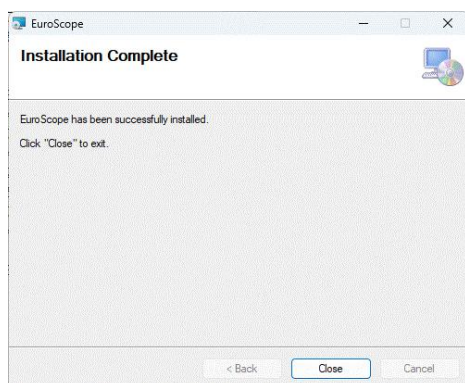 EuroScope
Installation Complete
EuroScope has been successfully installed.
Click "Close" to exit.
< Back
Close
Cancel